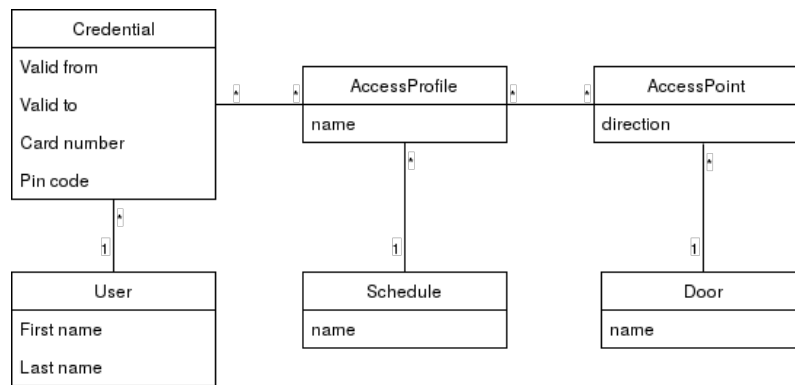 Credential
Valid from
Valid to
Card number
Pin code
* *
AccessProfile
name
* *
AccessPoint
direction
*
1
User
First name
Last name
*
1
Schedule
name
*
1
Door
name